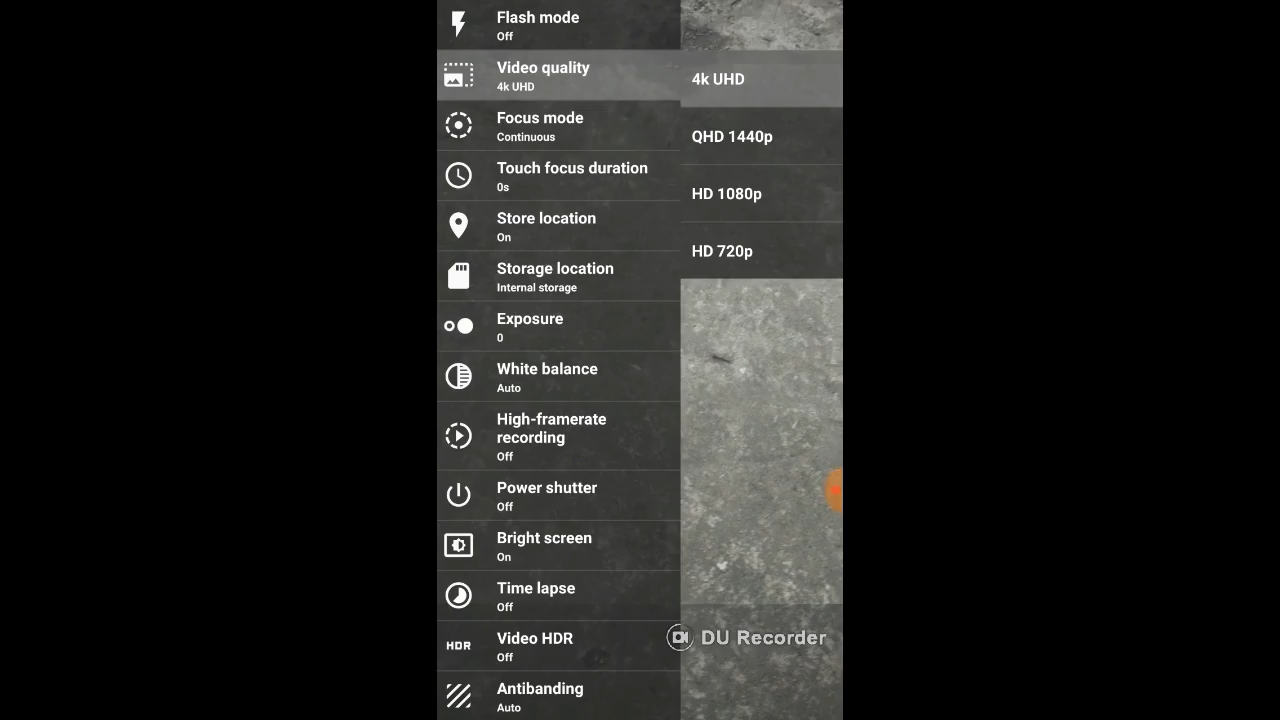 Flash mode
Off
Video quality
4k UHD
Focus mode
Continuous
Touch focus duration
0s
Store location
On
Storage location
Internal storage
Exposure
0
White balance
Auto
High-framerate
recording
Off
Power shutter
Off
Bright screen
On
Time lapse
Off
HDR
Video HDR
Off
Antibanding
Auto
4k UHD
QHD 1440p
HD 1080p
HD 720p
DU Recorder